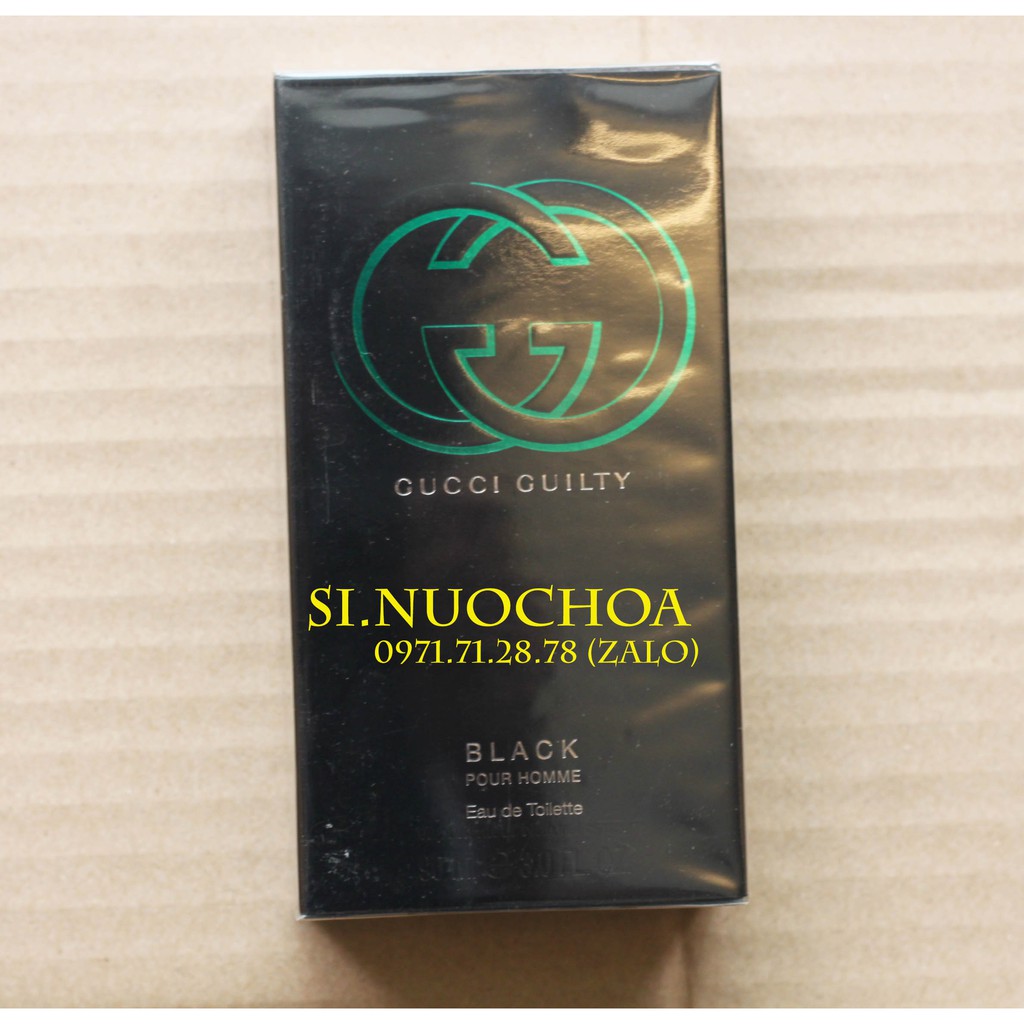 GUCCI GUILTY
SI.NUOCHOA
0971.71.28.78 (ZALO)
BLACK
POUR HOMME
Eau de Toilette